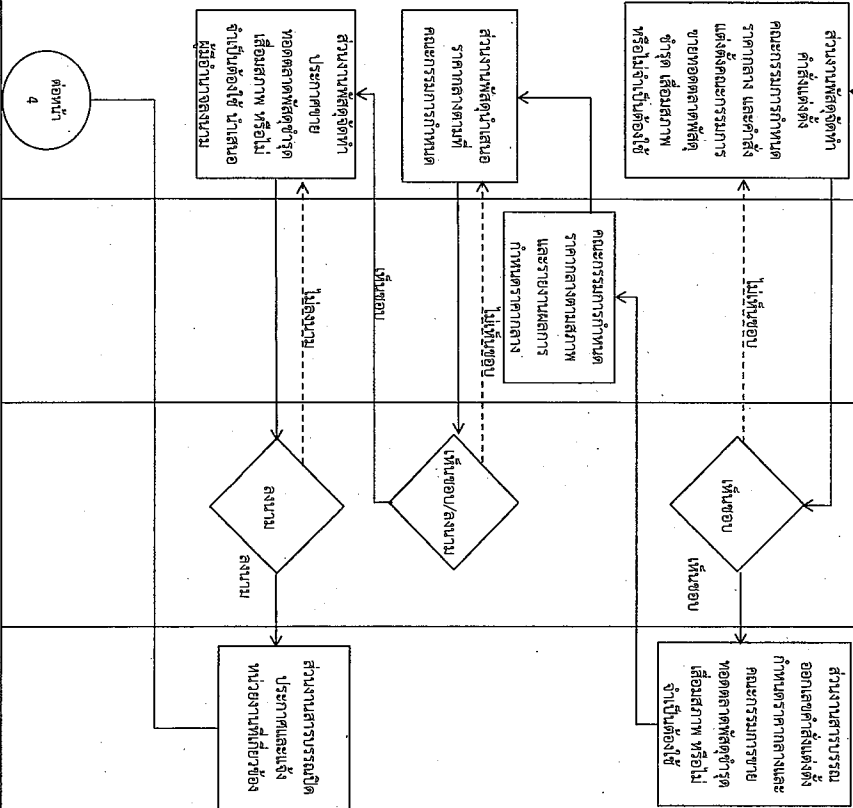 ส่วนงานพัสดุจัดทำ
คำสั่งแต่งตั้ง
คณะกรรมการกำหนด
ราคากลาง และคำสั่ง
แต่งตั้งคณะกรรมการ
ขายทอดตลาดพัสดุ
ชำรุด เสื่อมสภาพ
หรือไม่จำเป็นต้องใช้
ไม่เห็นชอบ
เห็นชอบ
เห็นชอบ
ส่วนงานสารบรรณ
ออกเลขคำสั่งแต่งตั้ง
กำหนดราคากลางและ
คณะกรรมการขาย
ทอดตลาดพัสดุชำรุด
เสื่อมสภาพ หรือไม่
จำเป็นต้องใช้
คณะกรรมการกำหนด
ราคากลางตามสภาพ
และรายงานผลการ
กำหนดราคากลาง
ส่วนงานพัสดุนำเสนอ
ราคากลางตามที่
คณะกรรมการกำหนด
ไม่เห็นชอบ
เห็นชอบ/ลงนาม
เห็นชอบ
ส่วนงานพัสดุจัดทำ
ประกาศขาย
ทอดตลาดพัสดุชำรุด
เสื่อมสภาพ หรือไม่
จำเป็นต้องใช้ นำเสนอ
ผู้มีอำนาจลงนาม
ไม่ลงนาม
ลงนาม
ลงนาม
ส่วนงานสารบรรณปิด
ประกาศและแจ้ง
หน่วยงานที่เกี่ยวข้อง
ต่อหน้า
4